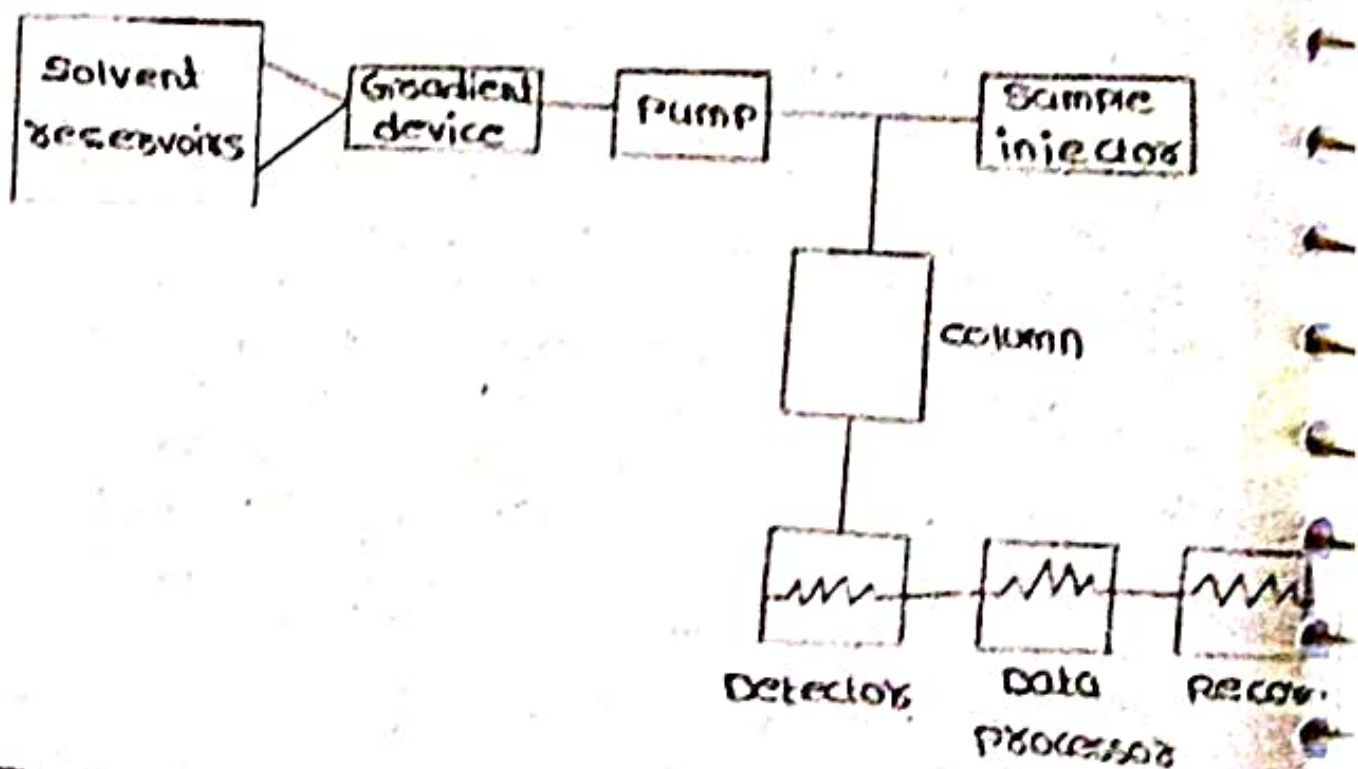 Solvent
reservoirs
Gradient
device
Pump
Sample
injector
column
Detector
Data
processor
Recor.